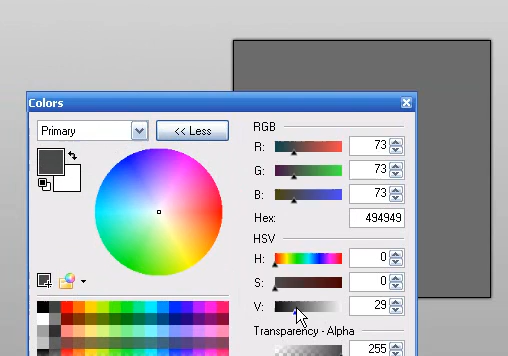 Colors
Primary
<< Less
RGB
R: 73
G: 73
B: 73
Hex: 494949
HSV
H: 0
S: 0
V: 29
Transparency - Alpha
255